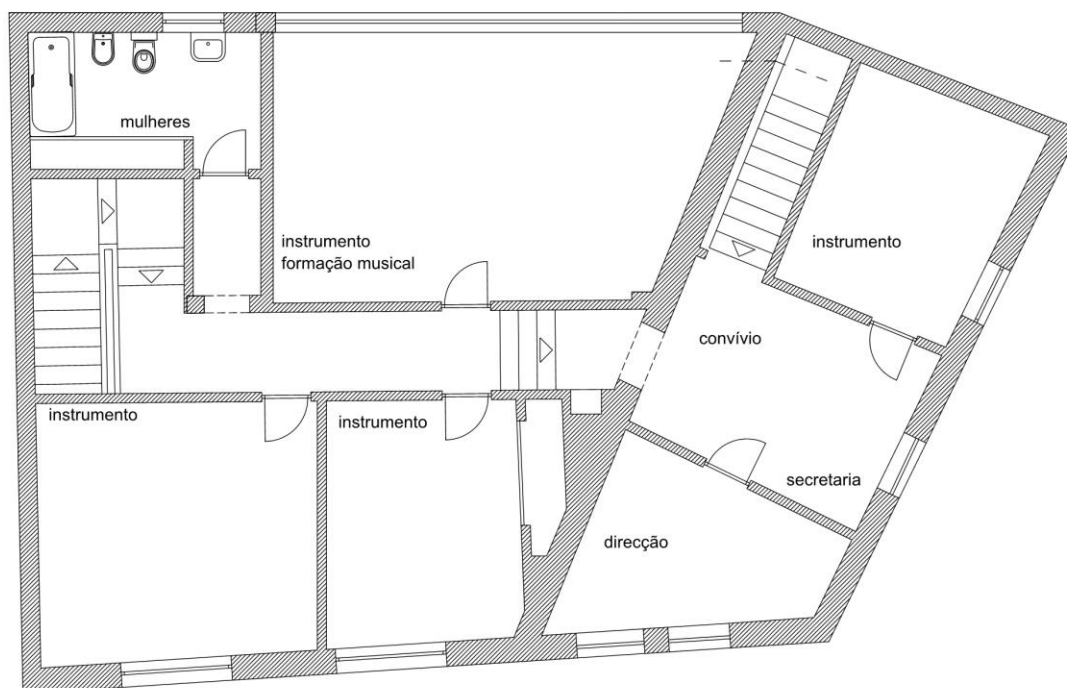 mulheres
instrumento
formação musical
instrumento
convívio
instrumento
instrumento
secretaria
direcção